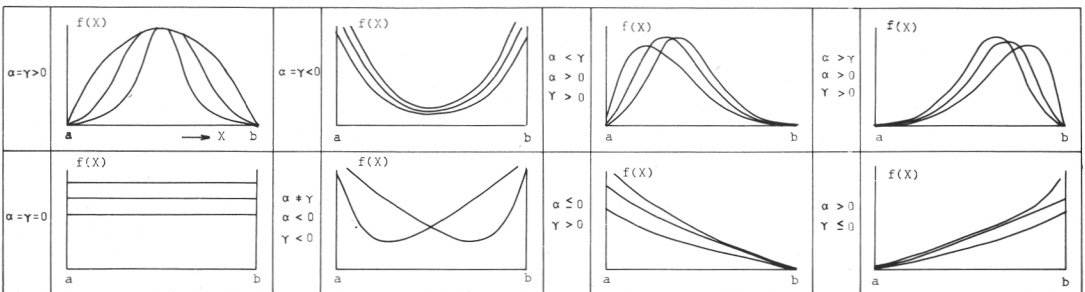 α=γ>0
f(X)
a
X
b
α=γ<0
f(X)
a
b
α<γ
α>0
γ>0
f(X)
a
b
α>γ
α>0
γ>0
f(X)
a
b
α=γ=0
f(X)
a
b
α≠γ
α<0
γ<0
f(X)
a
b
α≤0
γ>0
f(X)
a
b
α>0
γ≤0
f(X)
a
b